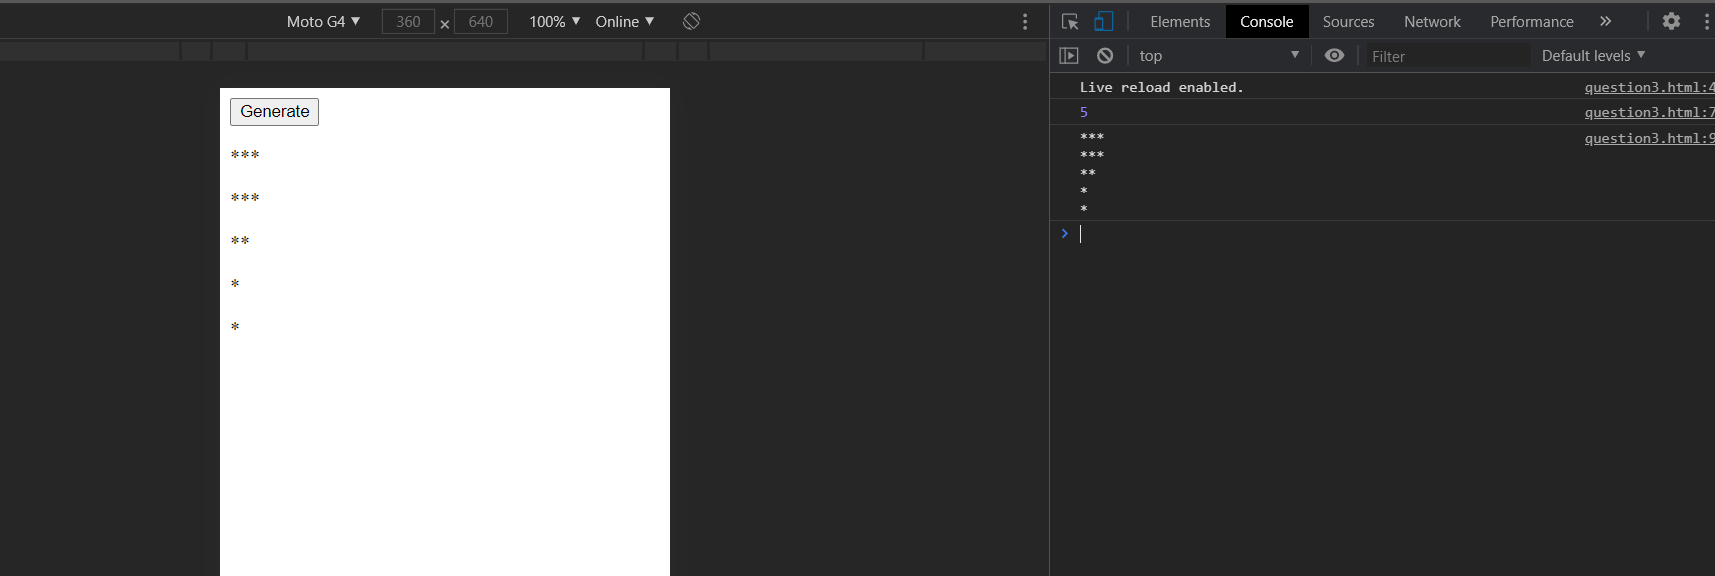 Moto G4 ▼ 360 × 640 100% ▼ Online ▼
Elements Console Sources Network Performance »
top ▼ Filter Default levels ▼
Generate
***
***
**
*
*
Live reload enabled. question3.html:4
5 question3.html:7
*** question3.html:9
***
**
*
*
>